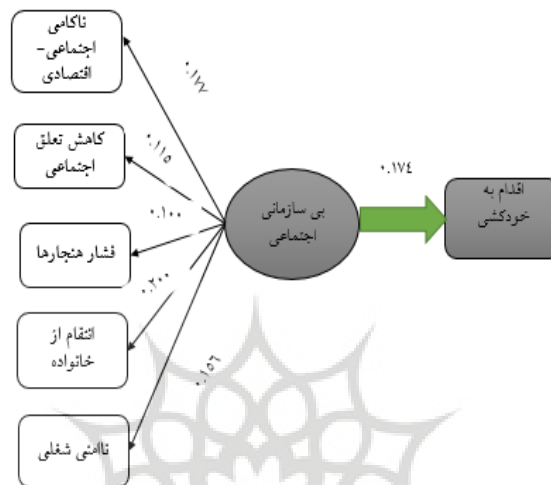 ناکامی
اجتماعی-
اقتصادی
۰.۱۷۷
کاهش تعلق
اجتماعی
۰.۱۱۵
۰.۱۰۰
فشار هنجارها
انتقام از
خانواده
۰.۲۰۰
ناامنی شغلی
۰.۱۵٦
بی سازمانی
اجتماعی
۰.۱۷٤
اقدام به
خودکشی